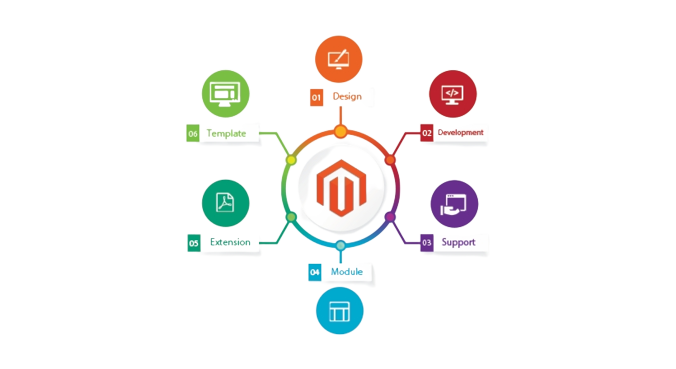 01 Design
02 Development
03 Support
04 Module
05 Extension
06 Template